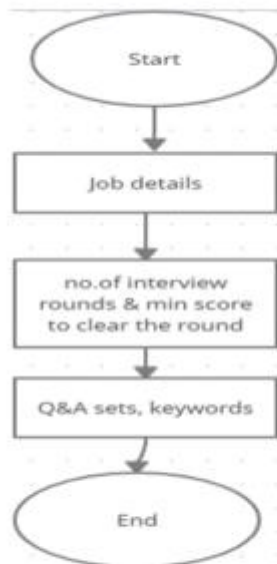 Start
Job details
no.of interview
rounds & min score
to clear the round
Q&A sets, keywords
End